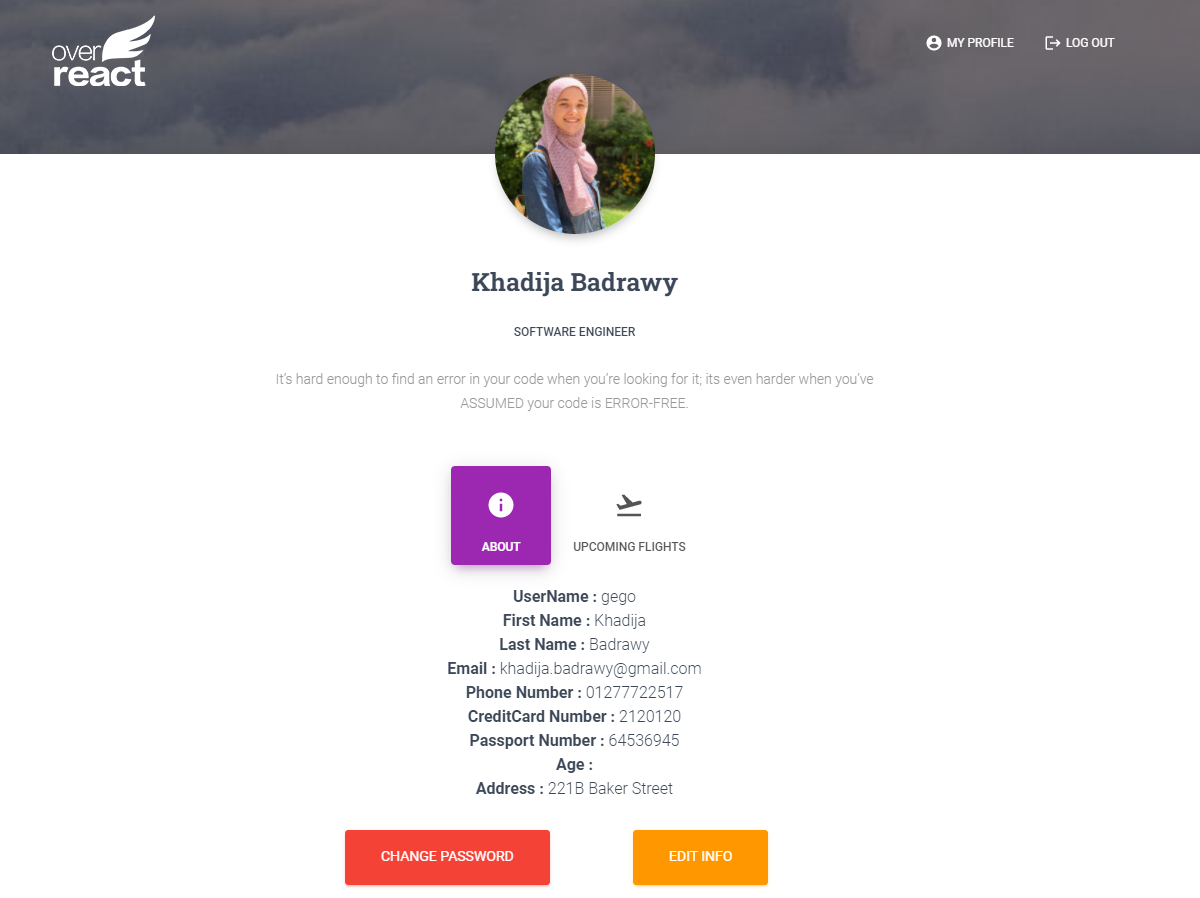 over
react
MY PROFILE
LOG OUT
Khadija Badrawy
SOFTWARE ENGINEER
It's hard enough to find an error in your code when you're looking for it; its even harder when you've
ASSUMED your code is ERROR-FREE.
ABOUT
UPCOMING FLIGHTS
UserName : gego
First Name : Khadija
Last Name : Badrawy
Email : khadija.badrawy@gmail.com
Phone Number : 01277722517
CreditCard Number : 2120120
Passport Number : 64536945
Age :
Address : 221B Baker Street
CHANGE PASSWORD
EDIT INFO